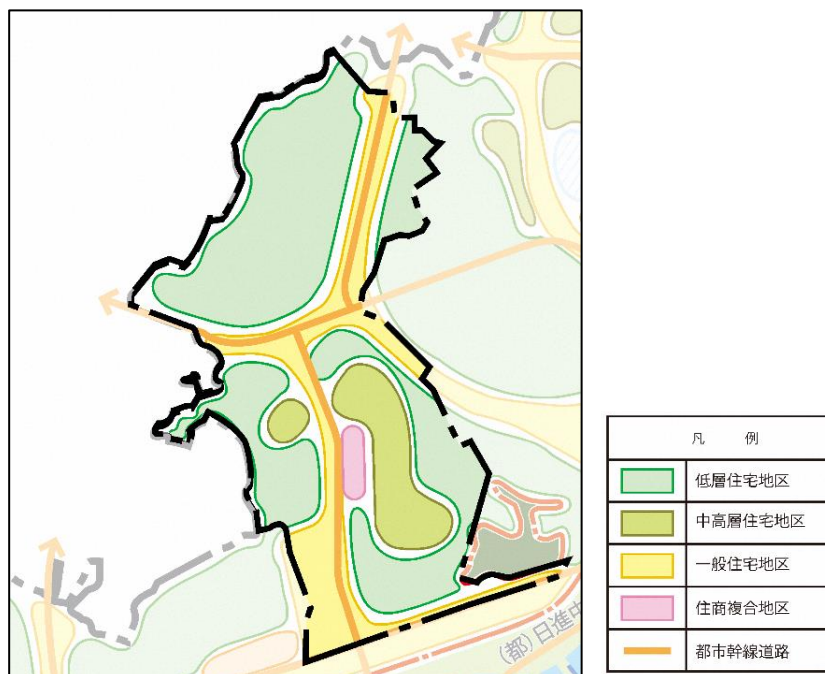 (都)日進中
凡 例
低層住宅地区
中高層住宅地区
一般住宅地区
住商複合地区
都市幹線道路